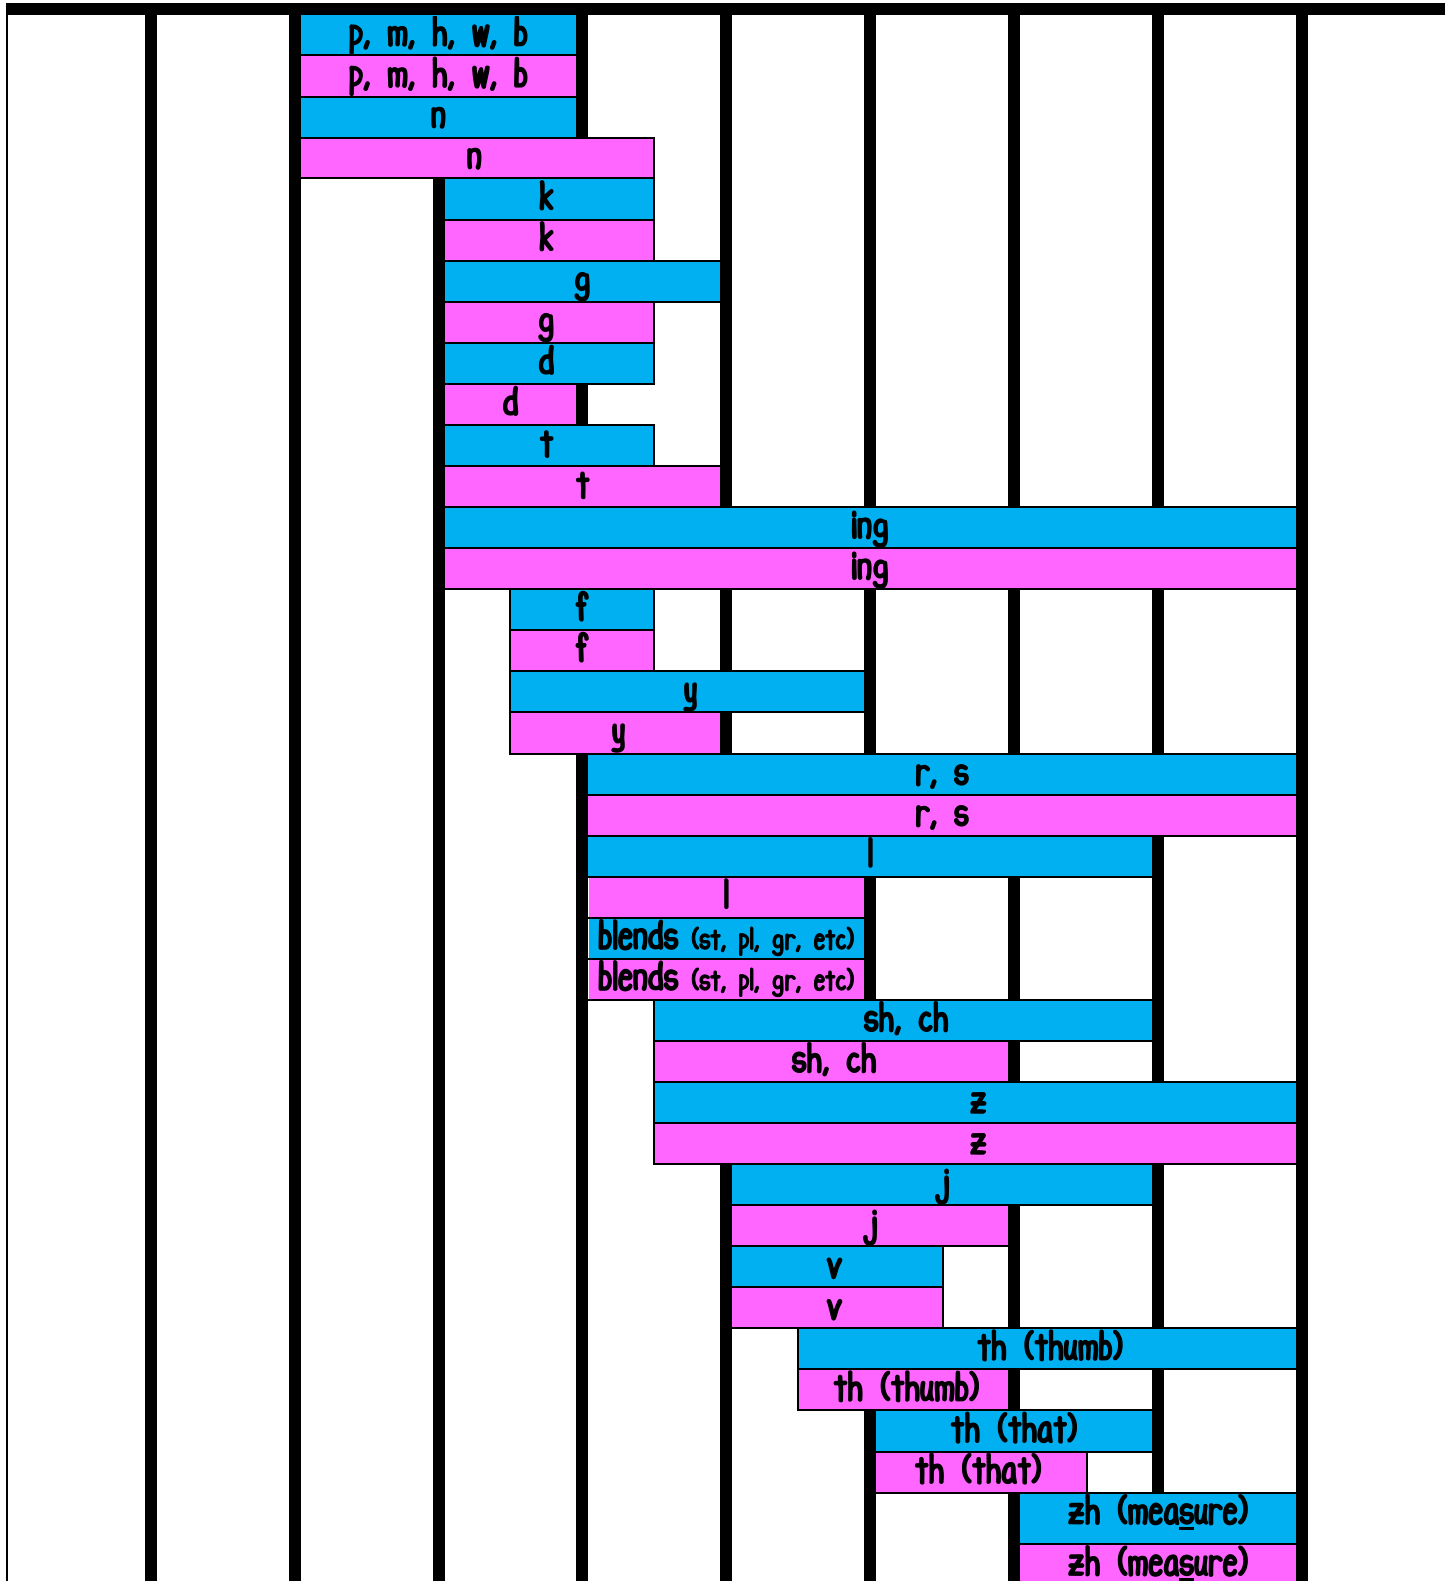 p, m, h, w, b
p, m, h, w, b
n
n
k
k
g
g
d
d
t
t
ing
ing
f
f
y
y
r, s
r, s
l
l
blends (st, pl, gr, etc)
blends (st, pl, gr, etc)
sh, ch
sh, ch
z
z
j
j
v
v
th (thumb)
th (thumb)
th (that)
th (that)
zh (measure)
zh (measure)